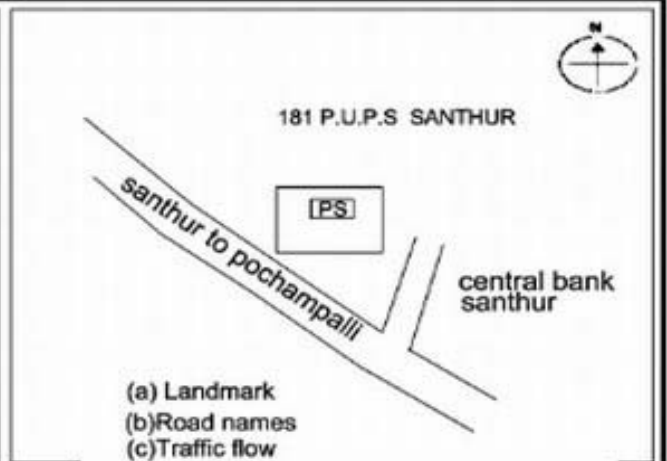 N
181 P.U.P.S SANTHUR
PS
santhur to pochampalli
central bank
santhur
(a) Landmark
(b)Road names
(c)Traffic flow